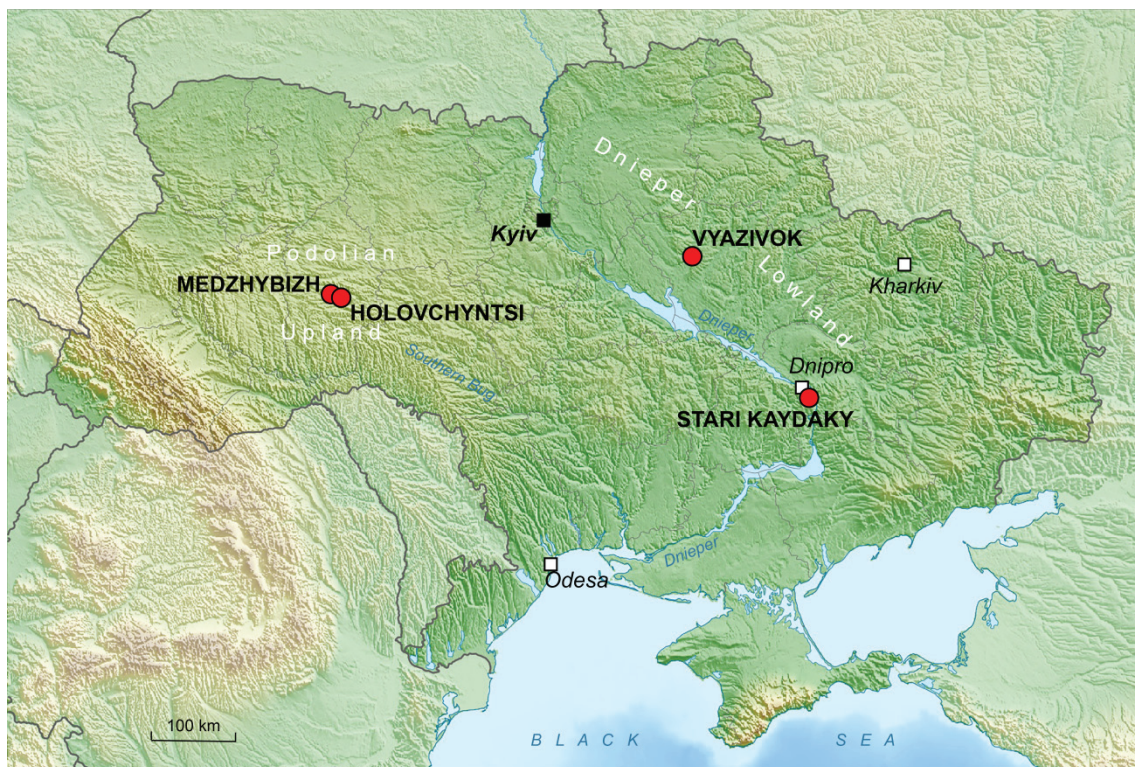 Dnieper
Lowland
Kyiv
VYAZIVOK
Kharkiv
Podolian
Upland
MEDZHYBIZH
HOLOVCHYNTSI
Southern Bug
Dnieper
Dnipro
STARI KAYDAKY
Dnieper
Odesa
100 km
BLACK SEA